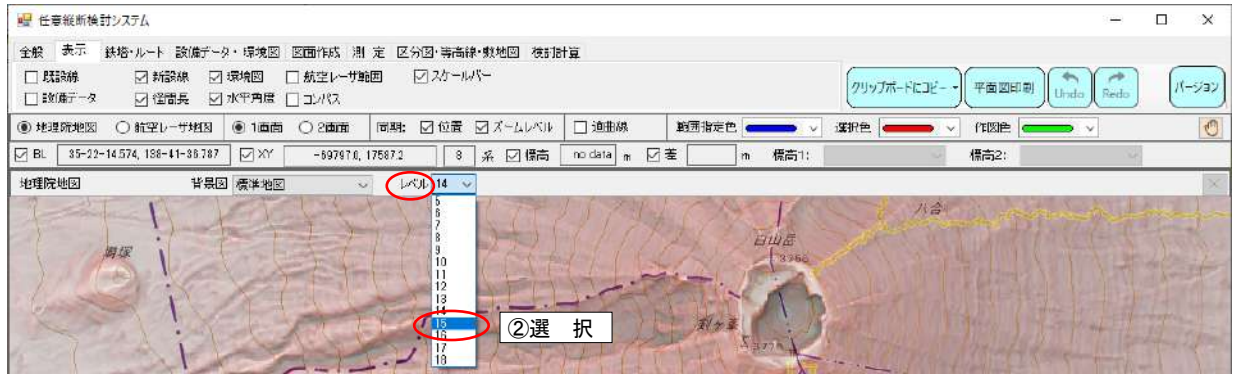 任意縦断検討システム
全般 表示 鉄塔・ルート 設備データ・環境図 図面作成 測 定 区分図・等高線・敷地図 検討計算
既設線 新設線 環境図 航空レーザ範囲 スケールバー
設備データ 径間長 水平角度 コンパス
クリップボードにコピー 平面図印刷 Undo Redo バージョン
地理院地図 航空レーザ地図 1画面 2画面 同期: 位置 ズームレベル 追曲線 範囲指定色 選択色 作図色
BL 35-22-14.574, 138-41-36.787 XY -69797.0, 17587.2 8 系 標高 no data m 差 m 標高1: 標高2:
地理院地図 背景図 標準地図 レベル 14
5
6
7
8
9
10
11
12
13
14
15
16
17
18
②選 択
八合
白山岳
3756
剣ヶ峯